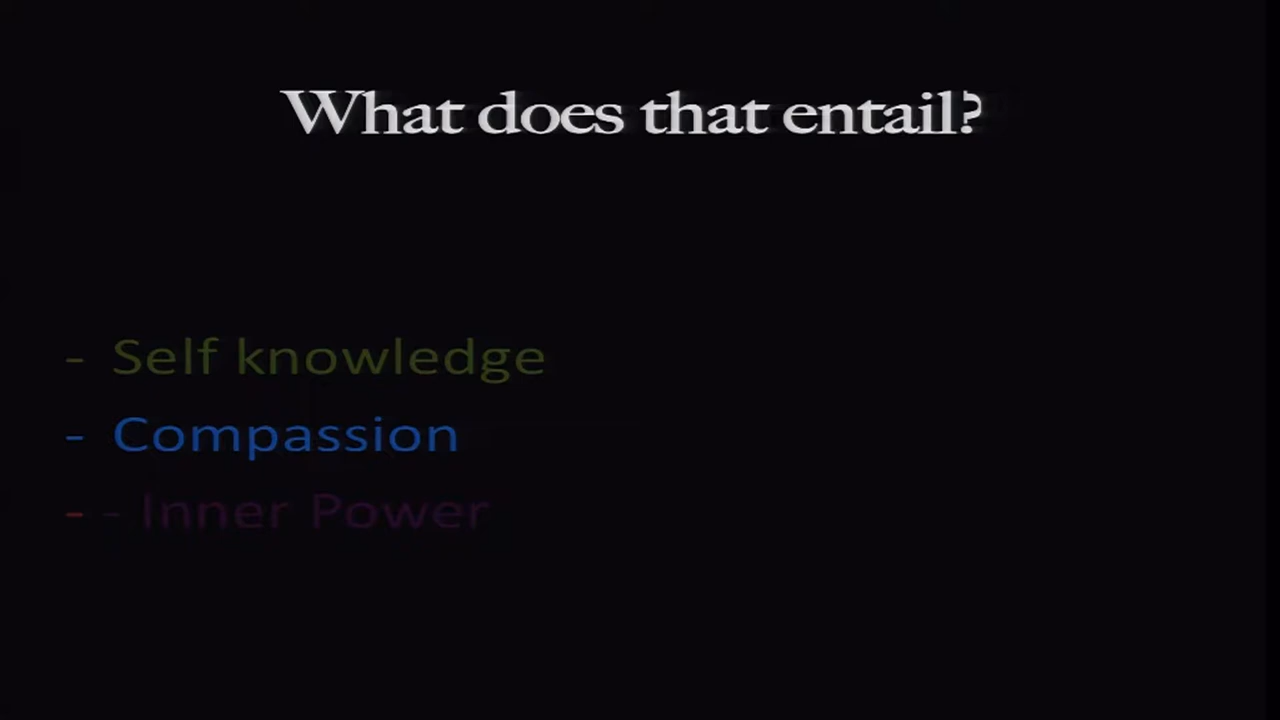 What does that entail?
- Self knowledge
- Compassion
- - Inner Power